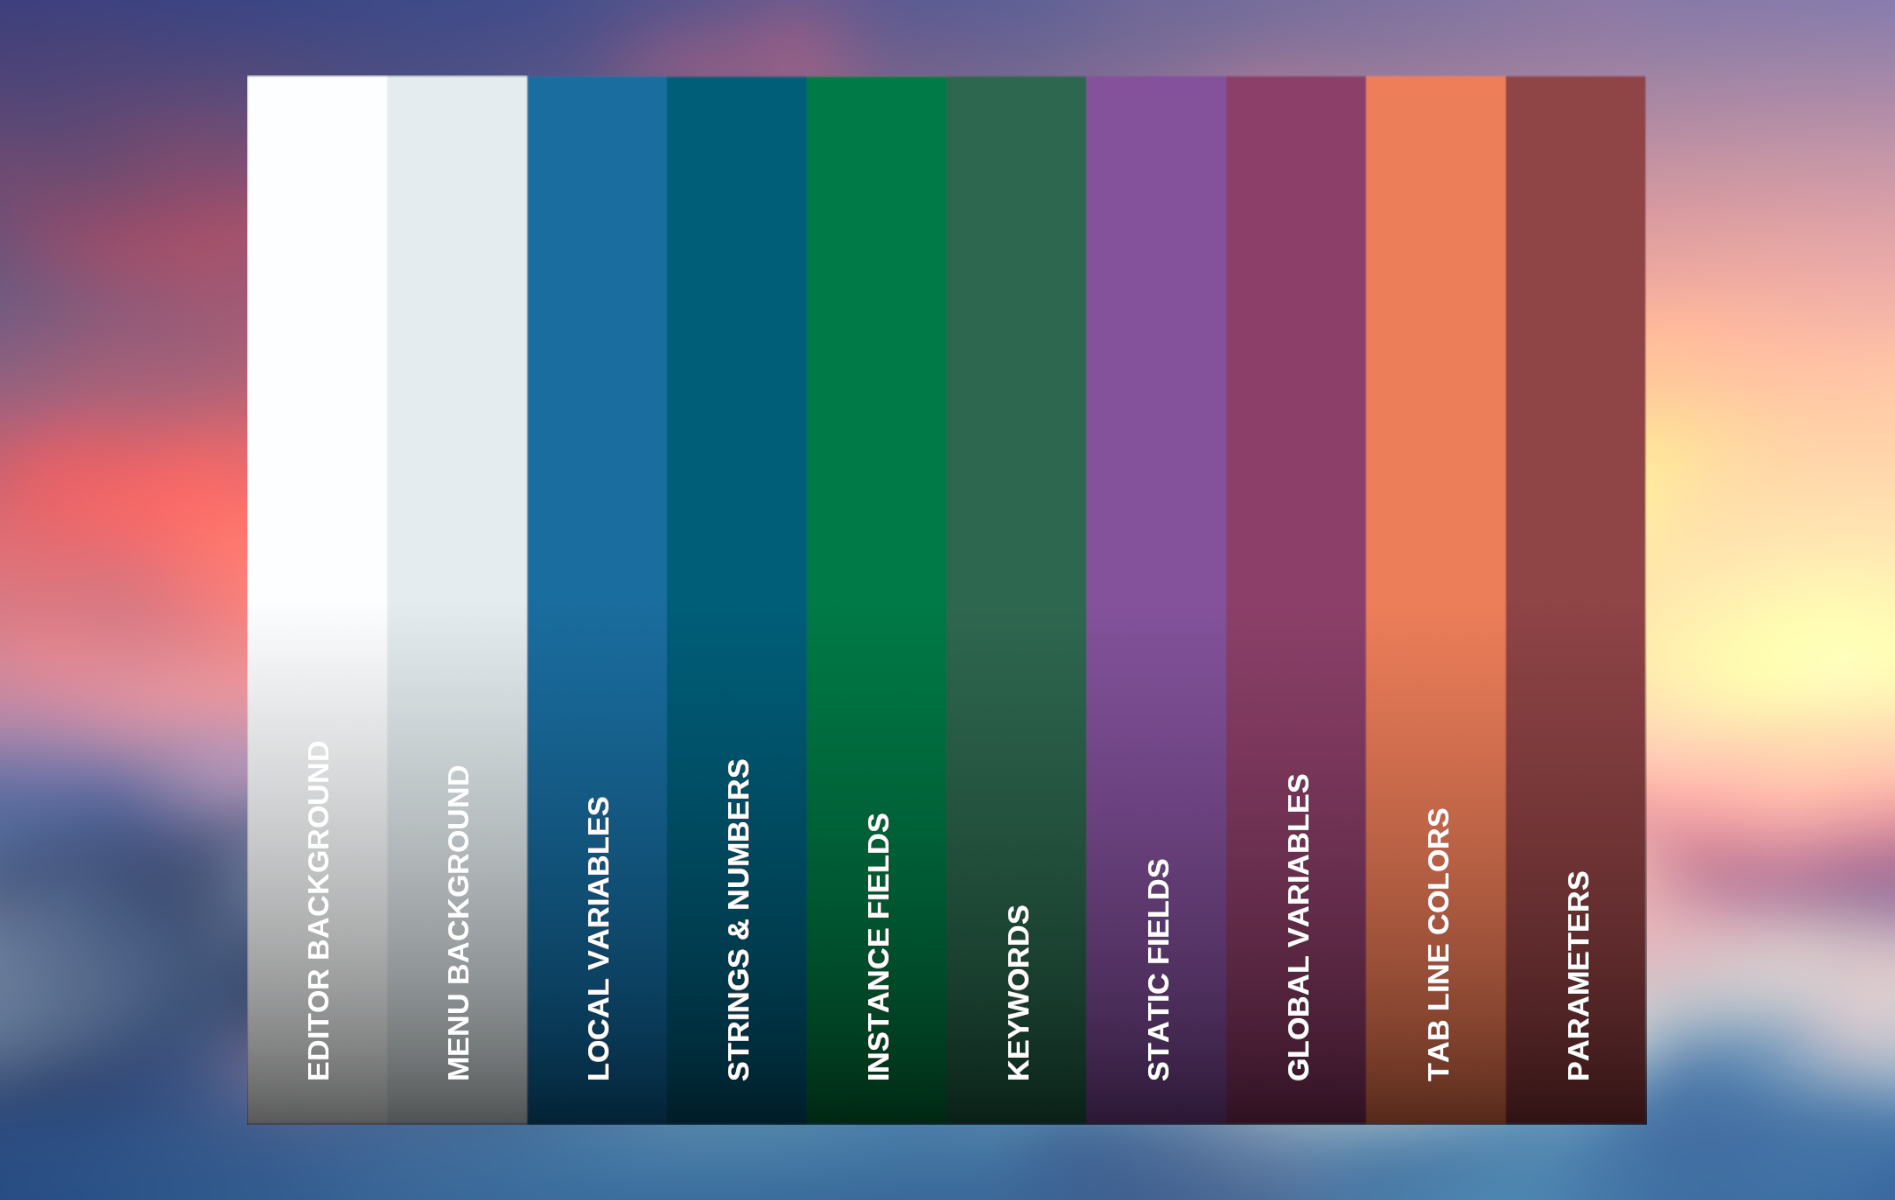 EDITOR BACKGROUND
MENU BACKGROUND
LOCAL VARIABLES
STRINGS & NUMBERS
INSTANCE FIELDS
KEYWORDS
STATIC FIELDS
GLOBAL VARIABLES
TAB LINE COLORS
PARAMETERS